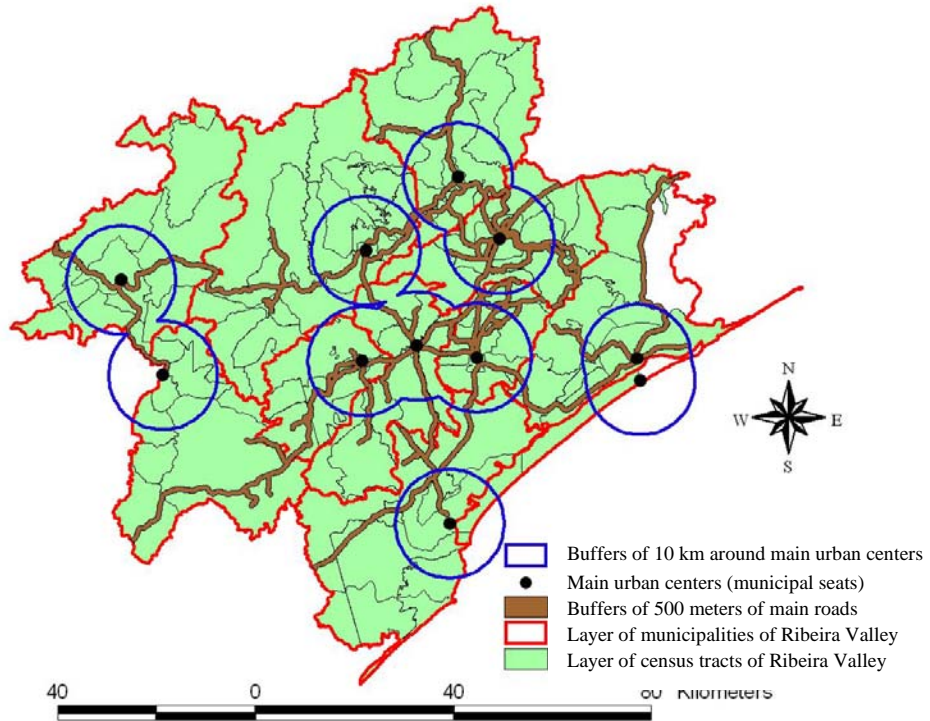 N
W E
S
Buffers of 10 km around main urban centers
Main urban centers (municipal seats)
Buffers of 500 meters of main roads
Layer of municipalities of Ribeira Valley
Layer of census tracts of Ribeira Valley
40 0 40 80 Kilometers